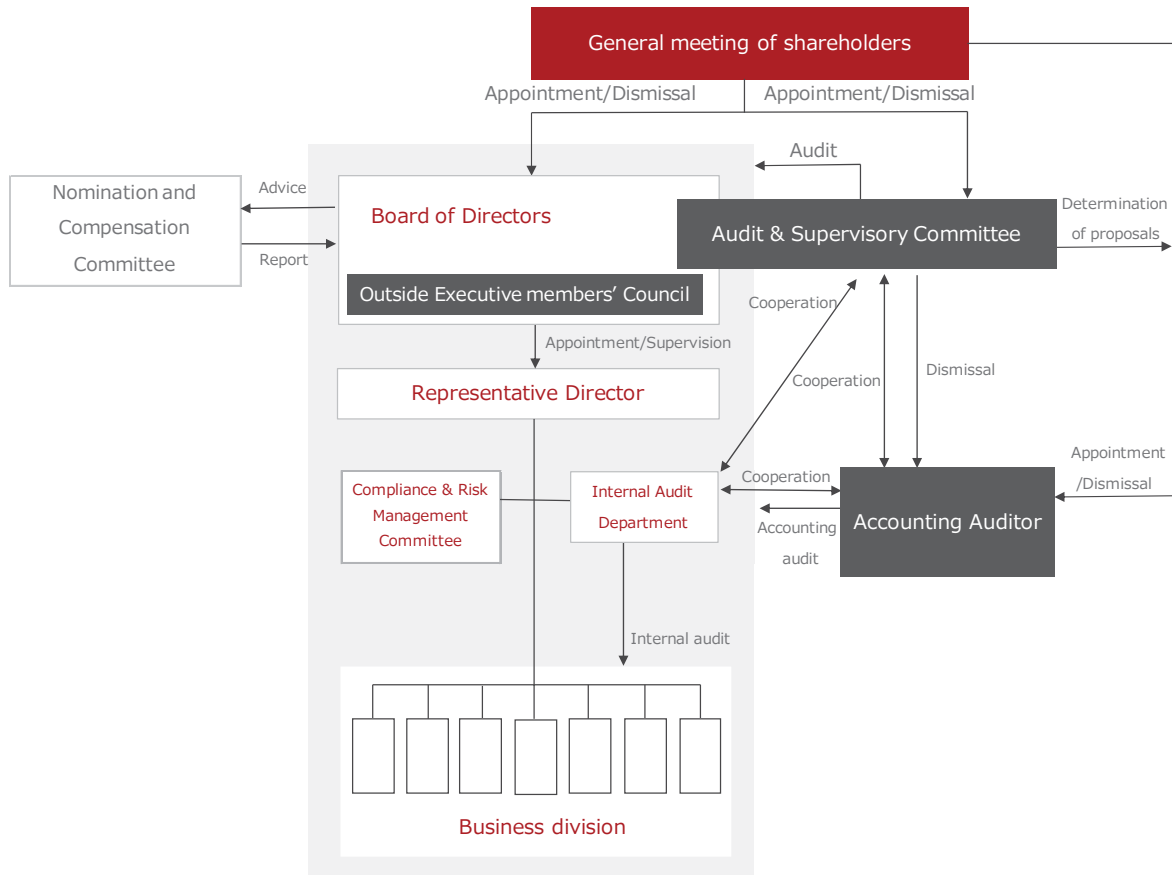 General meeting of shareholders
Appointment/Dismissal
Appointment/Dismissal
Audit
Nomination and
Compensation
Committee
Advice
Report
Board of Directors
Outside Executive members’ Council
Audit & Supervisory Committee
Determination
of proposals
Appointment/Supervision
Cooperation
Cooperation
Dismissal
Representative Director
Compliance & Risk
Management
Committee
Internal Audit
Department
Cooperation
Accounting
audit
Accounting Auditor
Appointment
/Dismissal
Internal audit
Business division